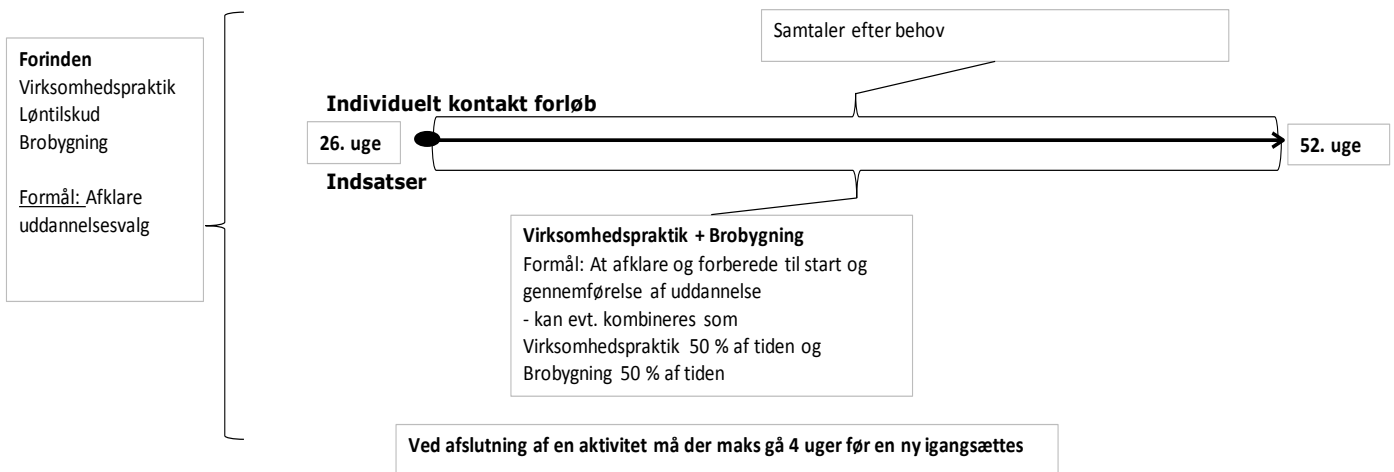 Forinden
Virksomhedspraktik
Løntilskud
Brobygning
Formål: Afklare
uddannelsesvalg
Samtaler efter behov
Individuelt kontakt forløb
26. uge
52. uge
Indsatser
Virksomhedspraktik + Brobygning
Formål: At afklare og forberede til start og
gennemførelse af uddannelse
- kan evt. kombineres som
Virksomhedspraktik 50 % af tiden og
Brobygning 50 % af tiden
Ved afslutning af en aktivitet må der maks gå 4 uger før en ny igangsættes